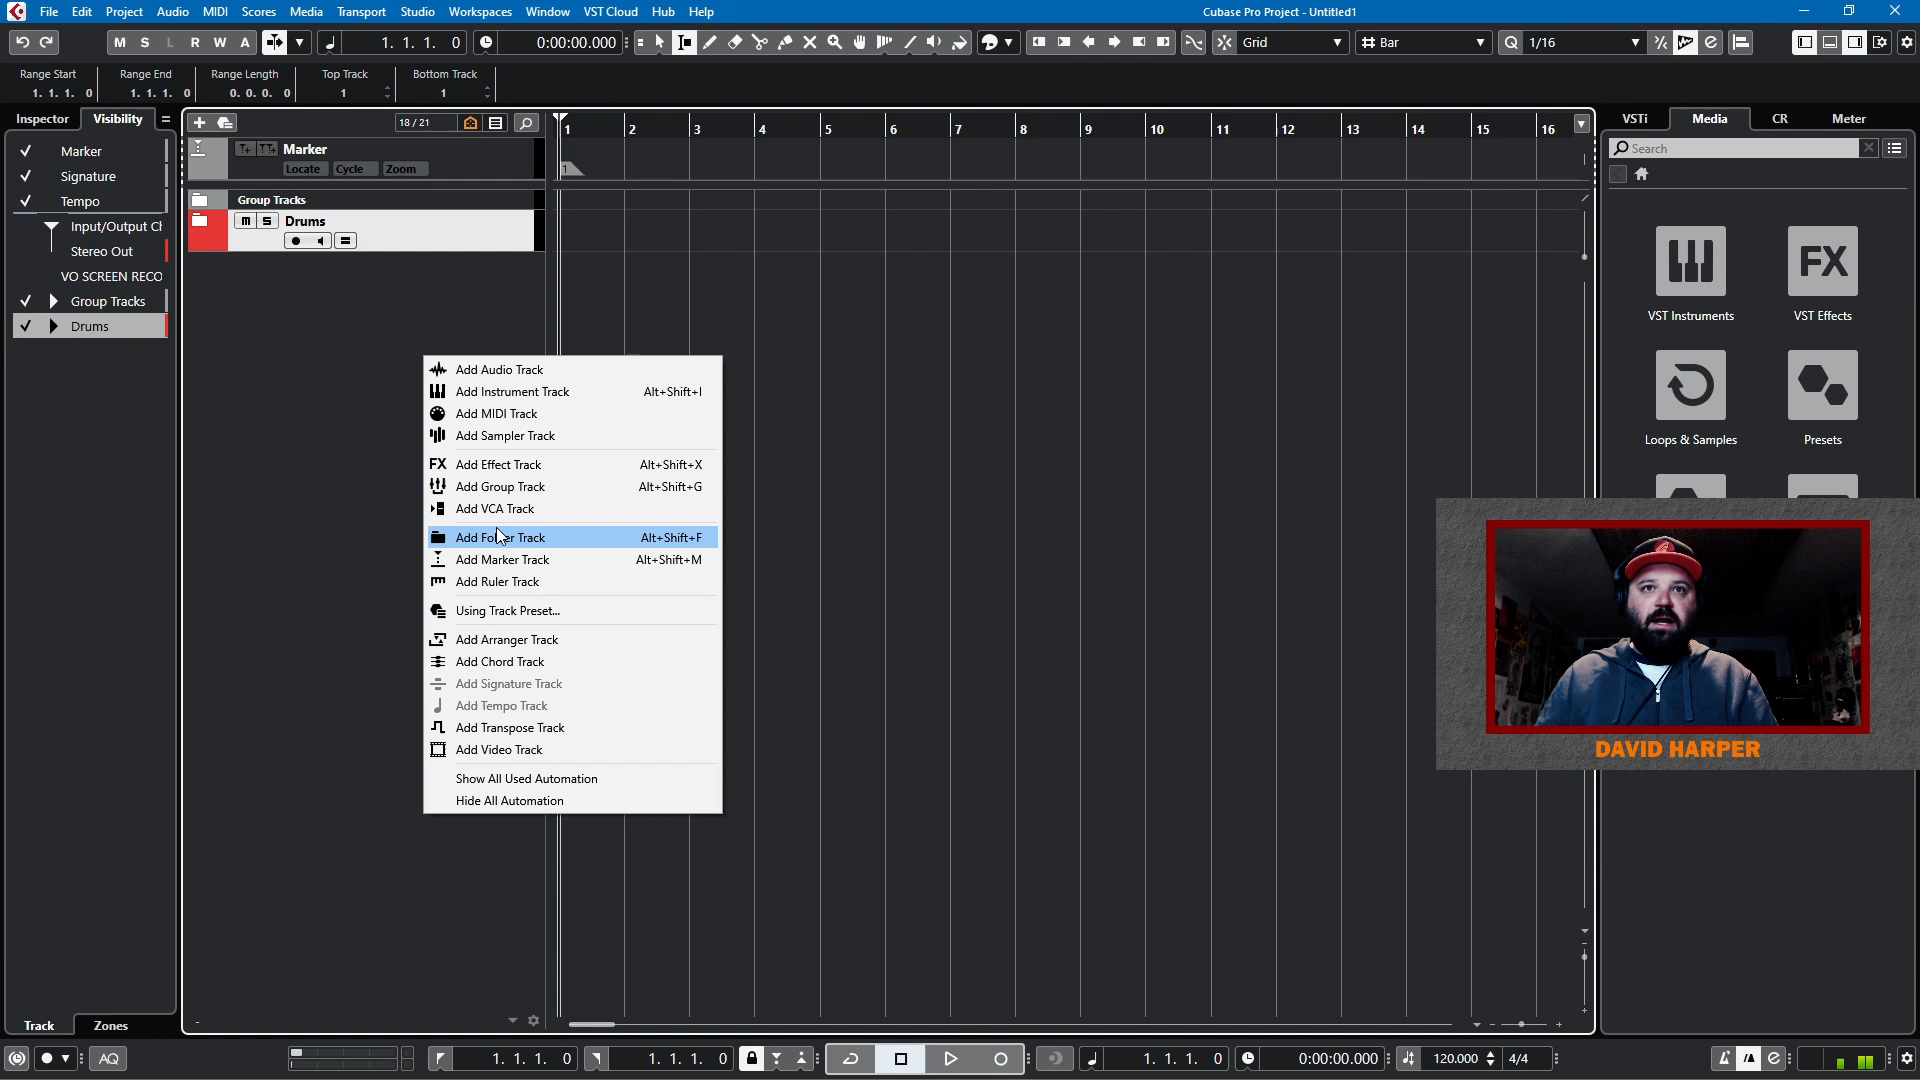 File Edit Project Audio MIDI Scores Media Transport Studio Workspaces Window VST Cloud Hub Help
Cubase Pro Project - Untitled1
M S L R W A
1. 1. 1. 0
0:00:00.000
Grid
Bar
Q 1/16
Range Start
1. 1. 1. 0
Range End
1. 1. 1. 0
Range Length
0. 0. 0. 0
Top Track
1
Bottom Track
1
Inspector
Visibility
Marker
Signature
Tempo
Input/Output Ch
Stereo Out
VO SCREEN RECO
Group Tracks
Drums
Track
Zones
18 / 21
Marker
Locate Cycle Zoom
Group Tracks
m S Drums
1 2 3 4 5 6 7 8 9 10 11 12 13 14 15 16
1
Add Audio Track
Add Instrument Track Alt+Shift+I
Add MIDI Track
Add Sampler Track
FX Add Effect Track Alt+Shift+X
Add Group Track Alt+Shift+G
Add VCA Track
Add Folder Track Alt+Shift+F
Add Marker Track Alt+Shift+M
Add Ruler Track
Using Track Preset...
Add Arranger Track
Add Chord Track
Add Signature Track
Add Tempo Track
Add Transpose Track
Add Video Track
Show All Used Automation
Hide All Automation
VSTi
Media
CR
Meter
Search
VST Instruments
FX
VST Effects
Loops & Samples
Presets
DAVID HARPER
AQ
1. 1. 1. 0
1. 1. 1. 0
1. 1. 1. 0
0:00:00.000
120.000
4/4